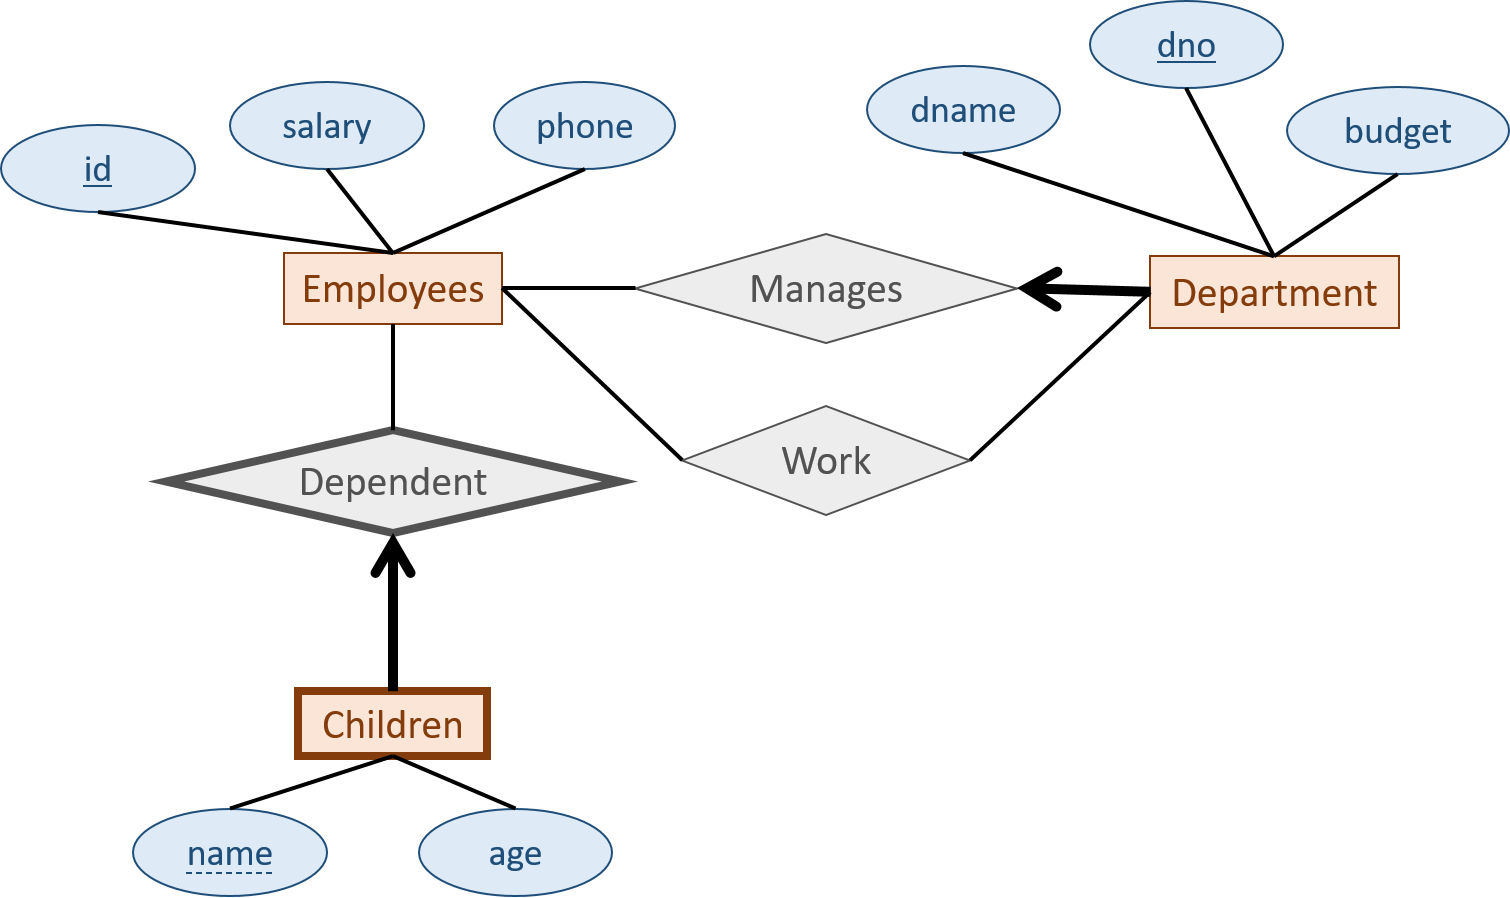 dno
dname
budget
id
salary
phone
Employees
Manages
Department
Work
Dependent
Children
name
age